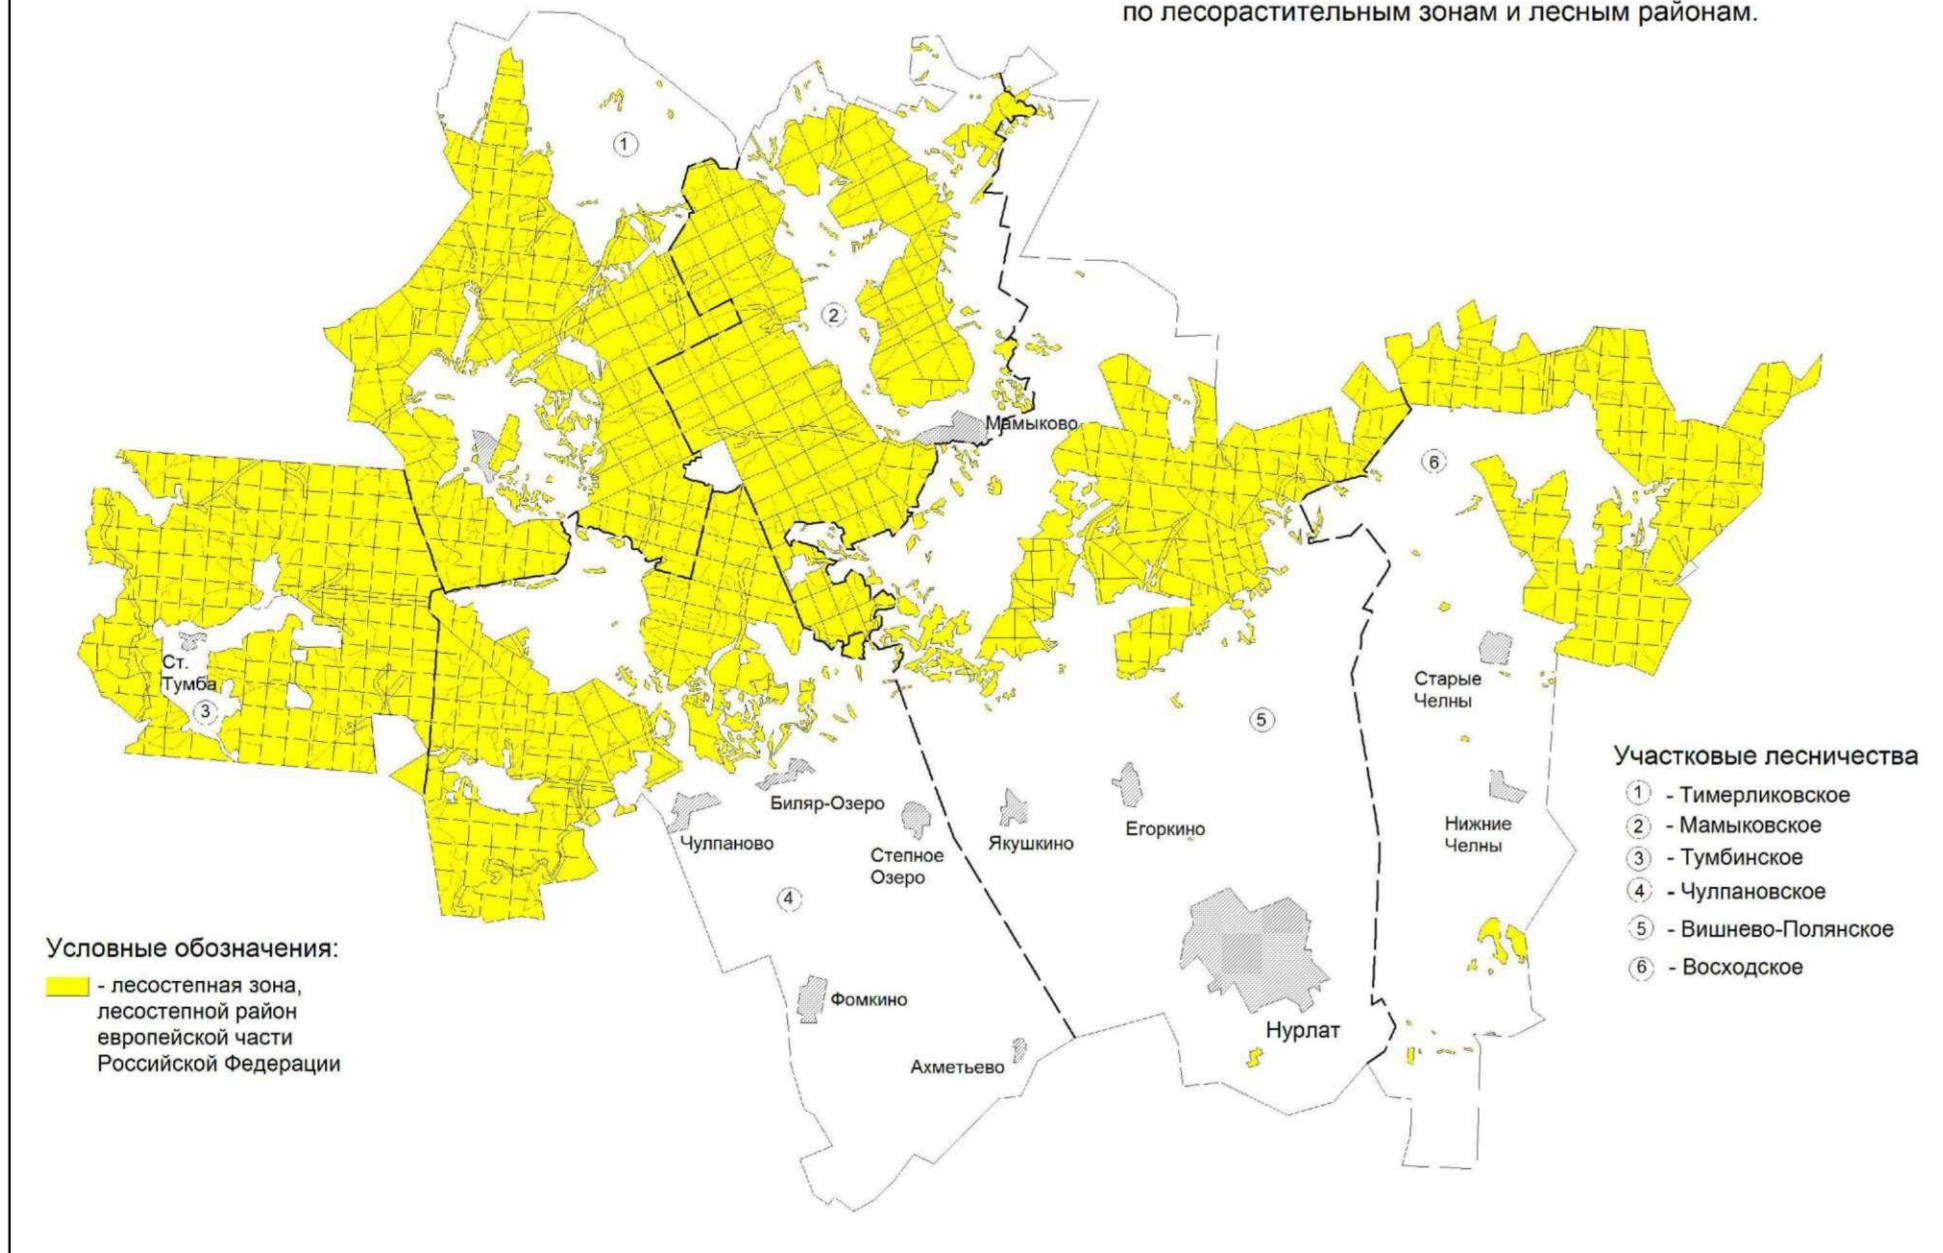 по лесорастительным зонам и лесным районам.
1
2
Мамыково
6
Ст.
Тумба
3
Старые
Челны
5
Биляр-Озеро
Чулпаново
Степное
Озеро
Якушкино
Егоркино
Нижние
Челны
4
Фомкино
Нурлат
Ахметьево
Участковые лесничества
1 - Тимерликовское
2 - Мамыковское
3 - Тумбинское
4 - Чулпановское
5 - Вишнево-Полянское
6 - Восходское
Условные обозначения:
- лесостепная зона,
лесостепной район
европейской части
Российской Федерации